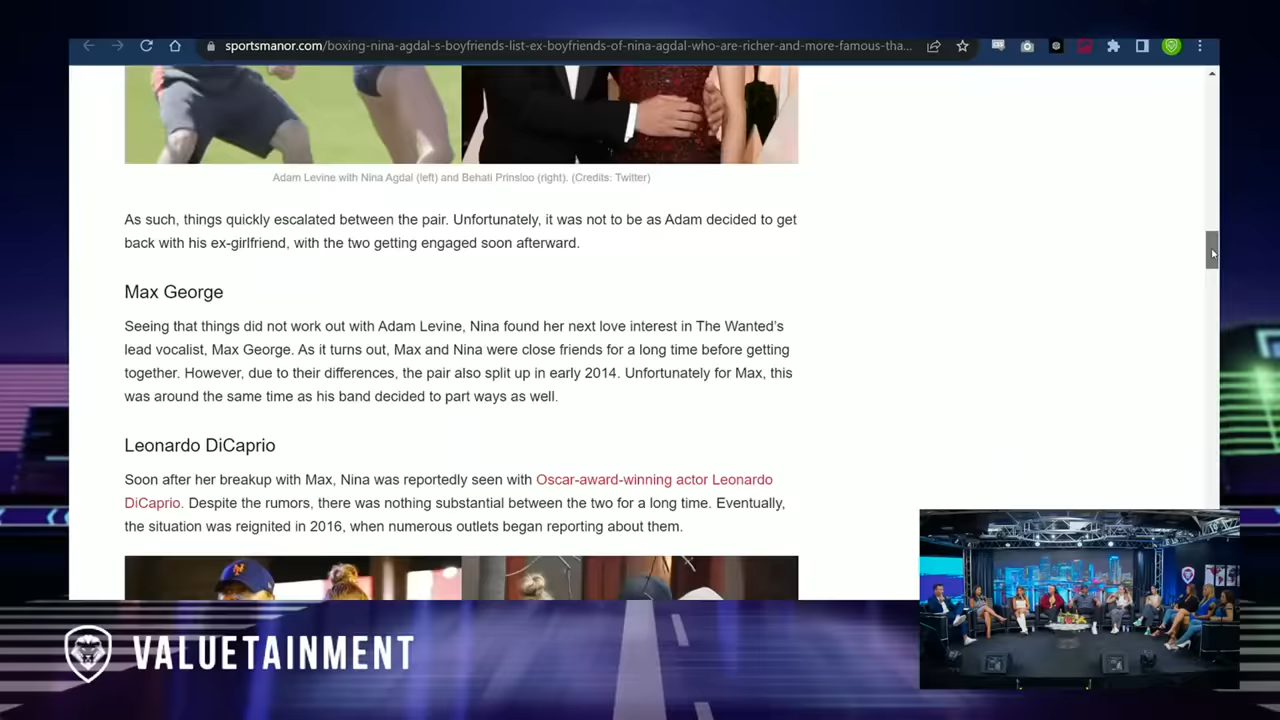 sportsmanor.com/boxing-nina-agdal-s-boyfriends-list-ex-boyfriends-of-nina-agdal-who-are-richer-and-more-famous-tha...
Adam Levine with Nina Agdal (left) and Behati Prinsloo (right). (Credits: Twitter)
As such, things quickly escalated between the pair. Unfortunately, it was not to be as Adam decided to get
back with his ex-girlfriend, with the two getting engaged soon afterward.
Max George
Seeing that things did not work out with Adam Levine, Nina found her next love interest in The Wanted's
lead vocalist, Max George. As it turns out, Max and Nina were close friends for a long time before getting
together. However, due to their differences, the pair also split up in early 2014. Unfortunately for Max, this
was around the same time as his band decided to part ways as well.
Leonardo DiCaprio
Soon after her breakup with Max, Nina was reportedly seen with Oscar-award-winning actor Leonardo
DiCaprio. Despite the rumors, there was nothing substantial between the two for a long time. Eventually,
the situation was reignited in 2016, when numerous outlets began reporting about them.
VALUETAINMENT